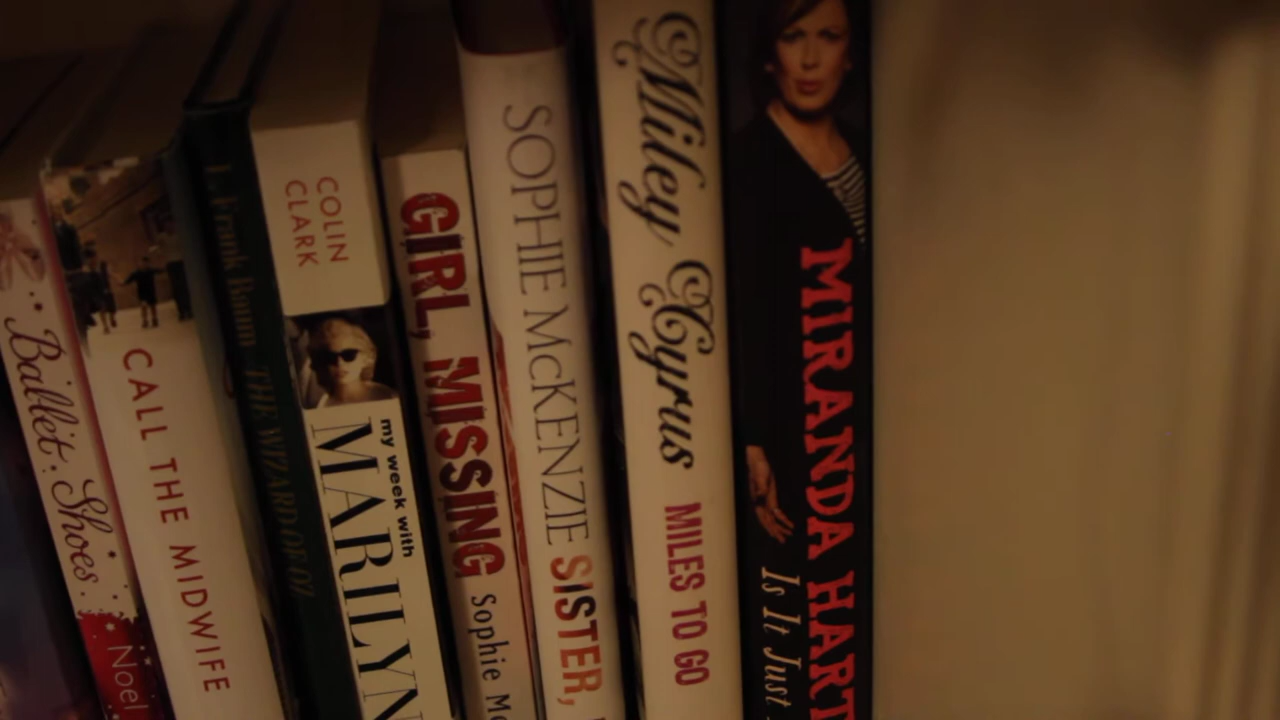 Ballet Shoes
Noel
CALL THE MIDWIFE
L. Frank Baum THE WIZARD OF OZ
COLIN
CLARK
my week with
MARILYN
GIRL, MISSING Sophie Mc
SOPHIE McKENZIE SISTER,
Miley Cyrus MILES TO GO
MIRANDA HART
Is It Just